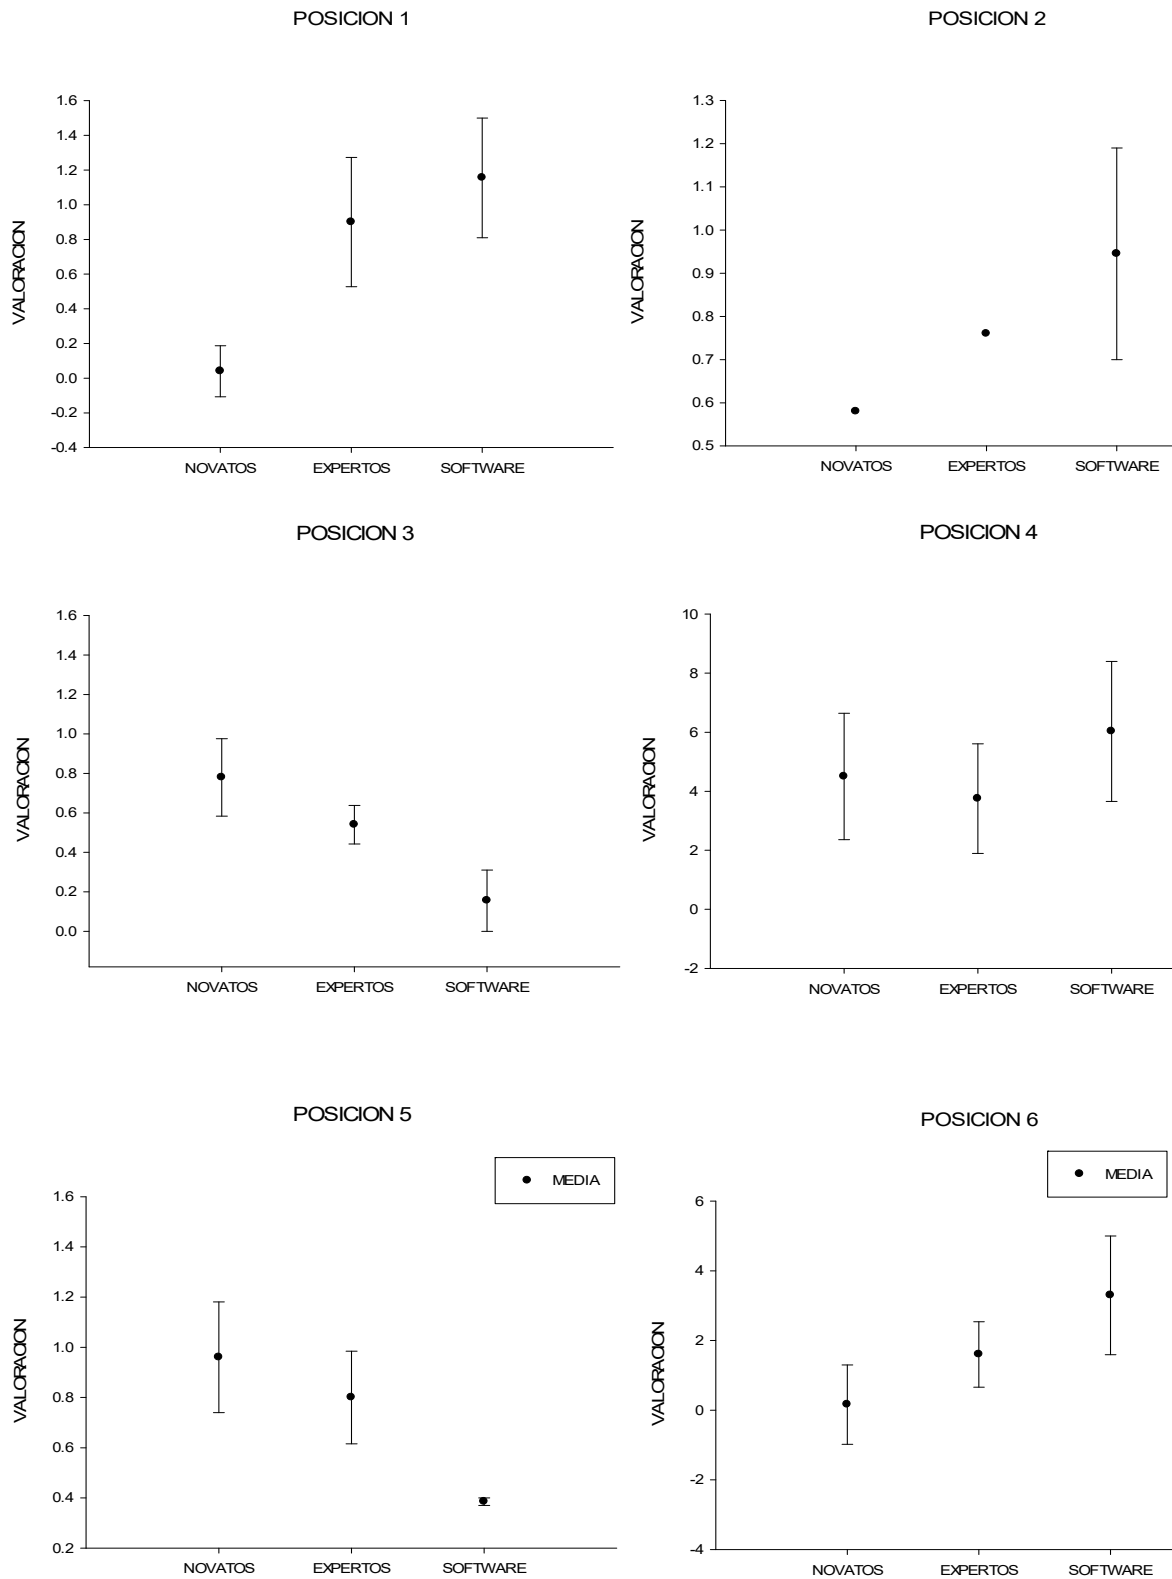 POSICION 1
1.6
1.4
1.2
1.0
0.8
0.6
0.4
0.2
0.0
-0.2
-0.4
VALORACION
NOVATOS EXPERTOS SOFTWARE
POSICION 2
1.3
1.2
1.1
1.0
0.9
0.8
0.7
0.6
0.5
VALORACION
NOVATOS EXPERTOS SOFTWARE
POSICION 3
1.6
1.4
1.2
1.0
0.8
0.6
0.4
0.2
0.0
VALORACION
NOVATOS EXPERTOS SOFTWARE
POSICION 4
10
8
6
4
2
0
-2
VALORACION
NOVATOS EXPERTOS SOFTWARE
POSICION 5
MEDIA
1.6
1.4
1.2
1.0
0.8
0.6
0.4
0.2
VALORACION
NOVATOS EXPERTOS SOFTWARE
POSICION 6
MEDIA
6
4
2
0
-2
-4
VALORACION
NOVATOS EXPERTOS SOFTWARE